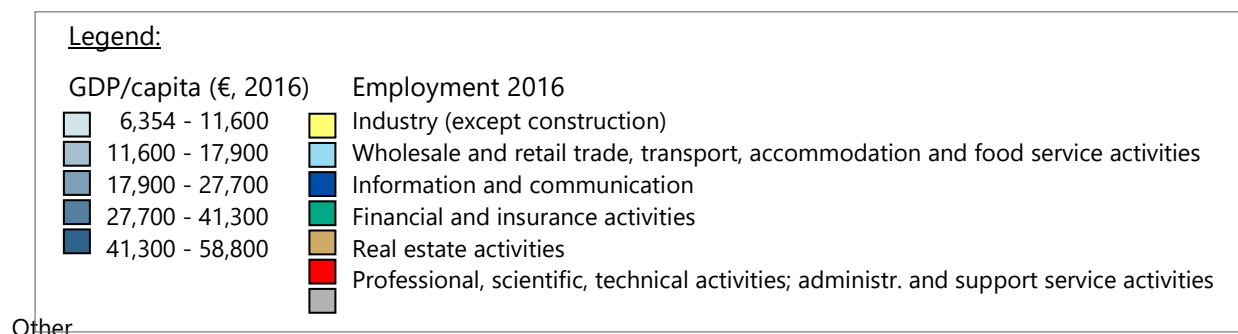 Legend:
GDP/capita (€, 2016) Employment 2016
6,354 - 11,600 Industry (except construction)
11,600 - 17,900 Wholesale and retail trade, transport, accommodation and food service activities
17,900 - 27,700 Information and communication
27,700 - 41,300 Financial and insurance activities
41,300 - 58,800 Real estate activities
Professional, scientific, technical activities; administr. and support service activities
Other